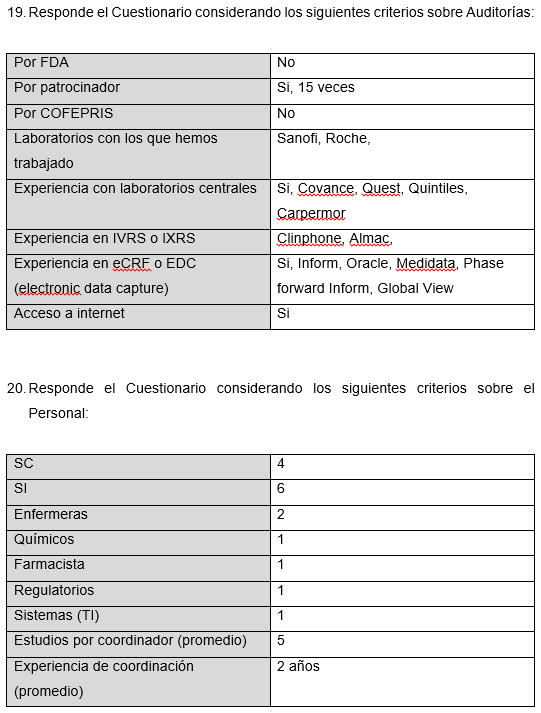 19. Responde el Cuestionario considerando los siguientes criterios sobre Auditorías:
Por FDA No
Por patrocinador Si, 15 veces
Por COFEPRIS No
Laboratorios con los que hemos Sanofi, Roche,
trabajado
Experiencia con laboratorios centrales Si, Covance, Quest, Quintiles,
Carpermor
Experiencia en IVRS o IXRS Clinphone, Almac,
Experiencia en eCRF o EDC Si, Inform, Oracle, Medidata, Phase
(electronic data capture) forward Inform, Global View
Acceso a internet Si
20. Responde el Cuestionario considerando los siguientes criterios sobre el
Personal:
SC 4
SI 6
Enfermeras 2
Químicos 1
Farmacista 1
Regulatorios 1
Sistemas (TI) 1
Estudios por coordinador (promedio) 5
Experiencia de coordinación 2 años
(promedio)